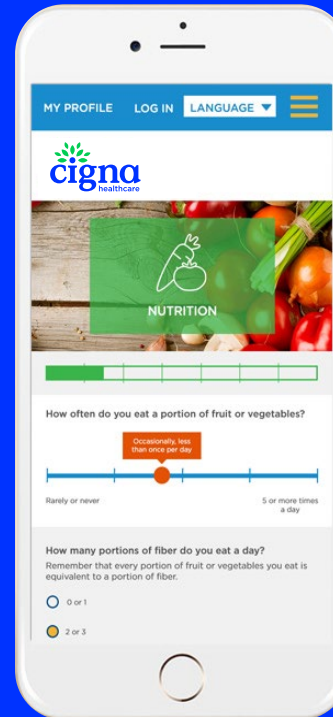 MY PROFILE LOG IN LANGUAGE
cigna
healthcare
NUTRITION
How often do you eat a portion of fruit or vegetables?
Occasionally, less
than once per day
Rarely or never
5 or more times
a day
How many portions of fiber do you eat a day?
Remember that every portion of fruit or vegetables you eat is
equivalent to a portion of fiber.
0 or 1
2 or 3